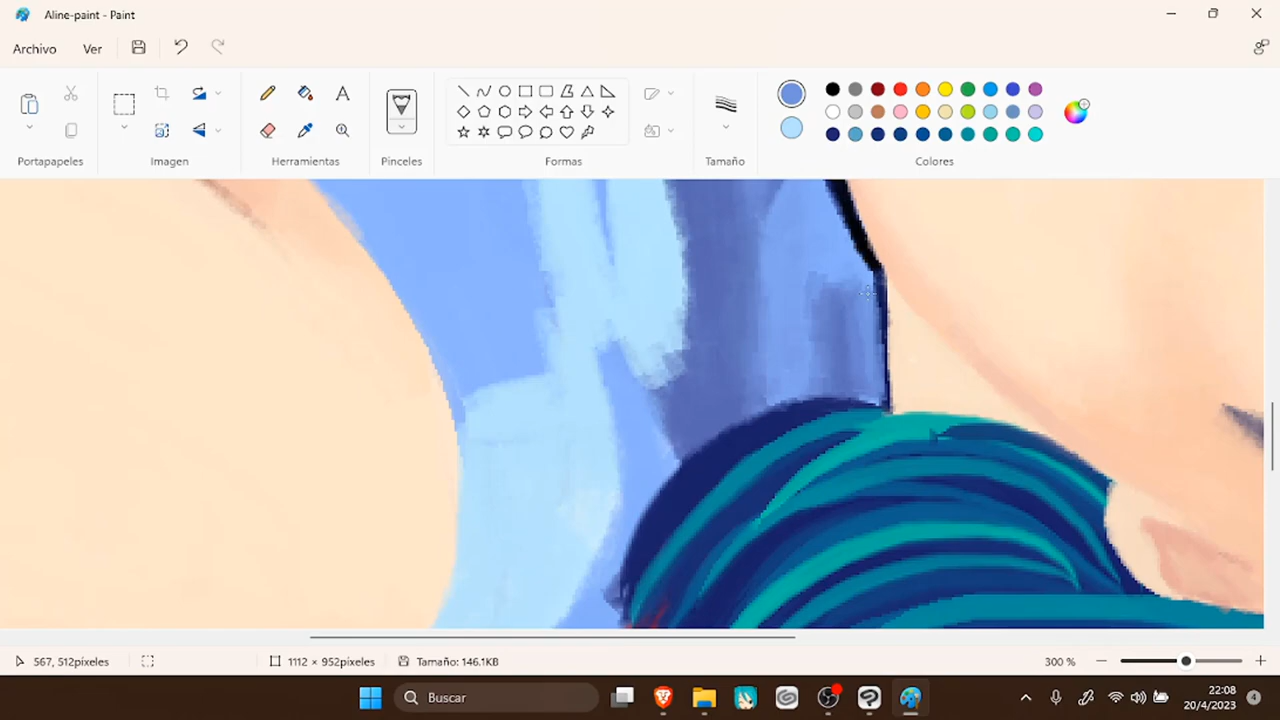 Aline-paint - Paint
Archivo Ver
Portapapeles Imagen Herramientas Pinceles Formas Tamaño Colores
567, 512píxeles 1112 × 952píxeles Tamaño: 146.1KB 300 %
Buscar 22:08 4
20/4/2023